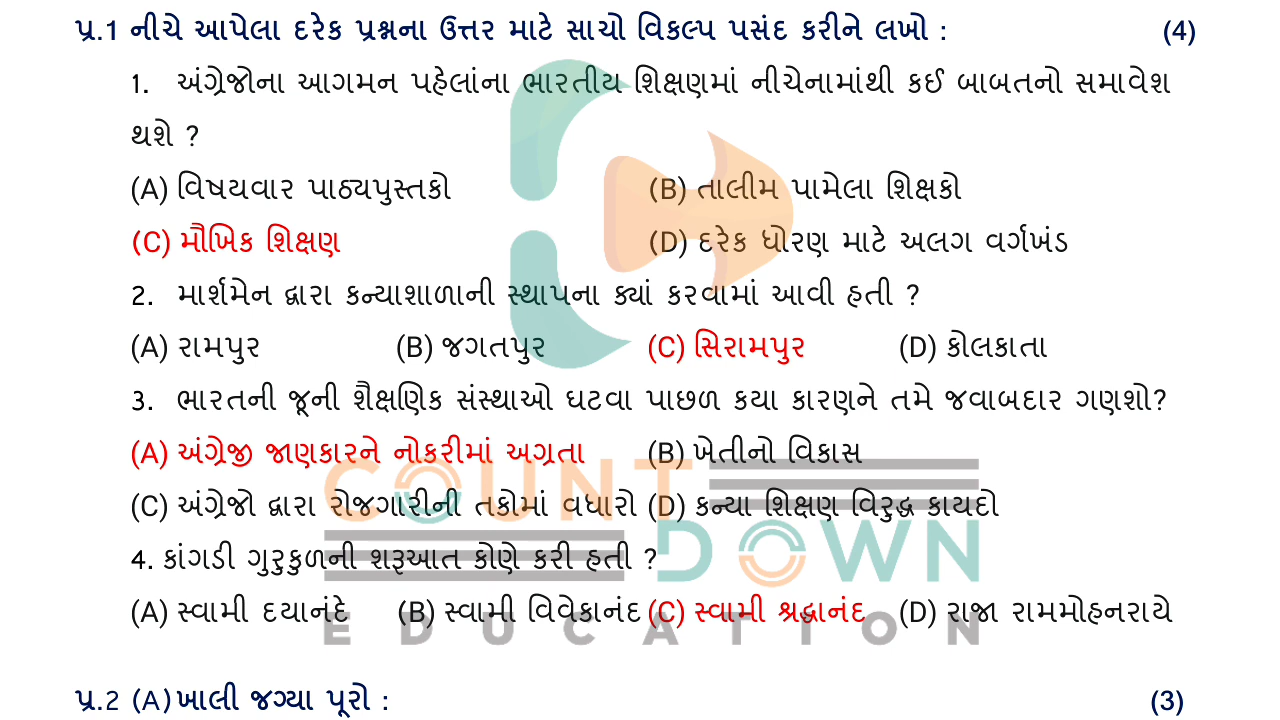 પ્ર.1 નીચે આપેલા દરેક પ્રશ્નના ઉત્તર માટે સાચો વિકલ્પ પસંદ કરીને લખો : (4)
1. અંગ્રેજોના આગમન પહેલાંના ભારતીય શિક્ષણમાં નીચેનામાંથી કઈ બાબતનો સમાવેશ
થશે ?
(A) વિષયવાર પાઠ્યપુસ્તકો (B) તાલીમ પામેલા શિક્ષકો
(C) મૌખિક શિક્ષણ (D) દરેક ધોરણ માટે અલગ વર્ગખંડ
2. માર્શમેન દ્વારા કન્યાશાળાની સ્થાપના ક્યાં કરવામાં આવી હતી ?
(A) રામપુર (B) જગતપુર (C) સિરામપુર (D) કોલકાતા
3. ભારતની જૂની શૈક્ષણિક સંસ્થાઓ ઘટવા પાછળ કયા કારણને તમે જવાબદાર ગણશો?
(A) અંગ્રેજી જાણકારને નોકરીમાં અગ્રતા (B) ખેતીનો વિકાસ
(C) અંગ્રેજો દ્વારા રોજગારીની તકોમાં વધારો (D) કન્યા શિક્ષણ વિરુદ્ધ કાયદો
4. કાંગડી ગુરુકુળની શરૂઆત કોણે કરી હતી ?
(A) સ્વામી દયાનંદે (B) સ્વામી વિવેકાનંદ (C) સ્વામી શ્રદ્ધાનંદ (D) રાજા રામમોહનરાયે
COUNT
DOWN
EDUCATION
પ્ર.2 (A) ખાલી જગ્યા પૂરો : (3)